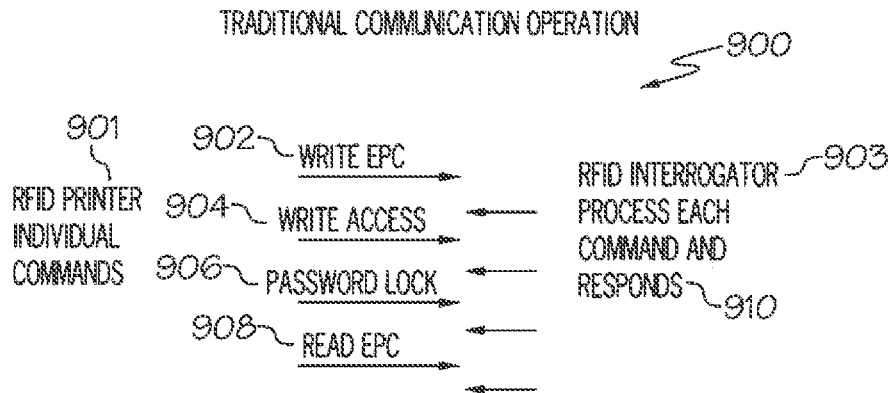 TRADITIONAL COMMUNICATION OPERATION
900
901
RFID PRINTER
INDIVIDUAL
COMMANDS
902
WRITE EPC
904
WRITE ACCESS
906
PASSWORD LOCK
908
READ EPC
RFID INTERROGATOR
903
PROCESS EACH
COMMAND AND
RESPONDS
910